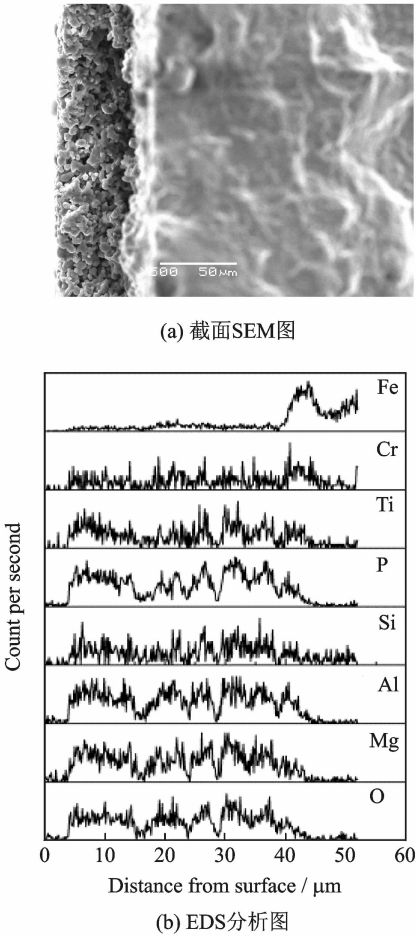 500 50μm
(a) 截面SEM图
Fe
Cr
Ti
P
Si
Al
Mg
O
Count per second
0 10 20 30 40 50 60
Distance from surface / μm
(b) EDS分析图